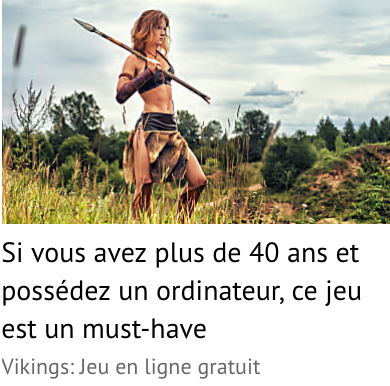 Si vous avez plus de 40 ans et
possédez un ordinateur, ce jeu
est un must-have
Vikings: Jeu en ligne gratuit